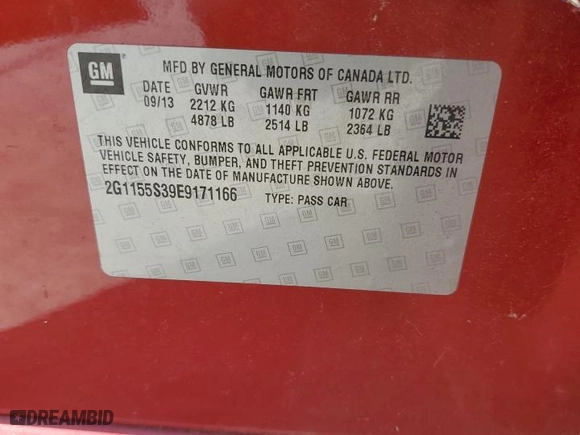 GM
MFD BY GENERAL MOTORS OF CANADA LTD.
DATE GVWR GAWR FRT GAWR RR
09/13 2212 KG 1140 KG 1072 KG
4878 LB 2514 LB 2364 LB
THIS VEHICLE CONFORMS TO ALL APPLICABLE U.S. FEDERAL MOTOR
VEHICLE SAFETY, BUMPER, AND THEFT PREVENTION STANDARDS IN
EFFECT ON THE DATE OF MANUFACTURE SHOWN ABOVE.
2G1155S39E9171166 TYPE: PASS CAR
DREAMBID